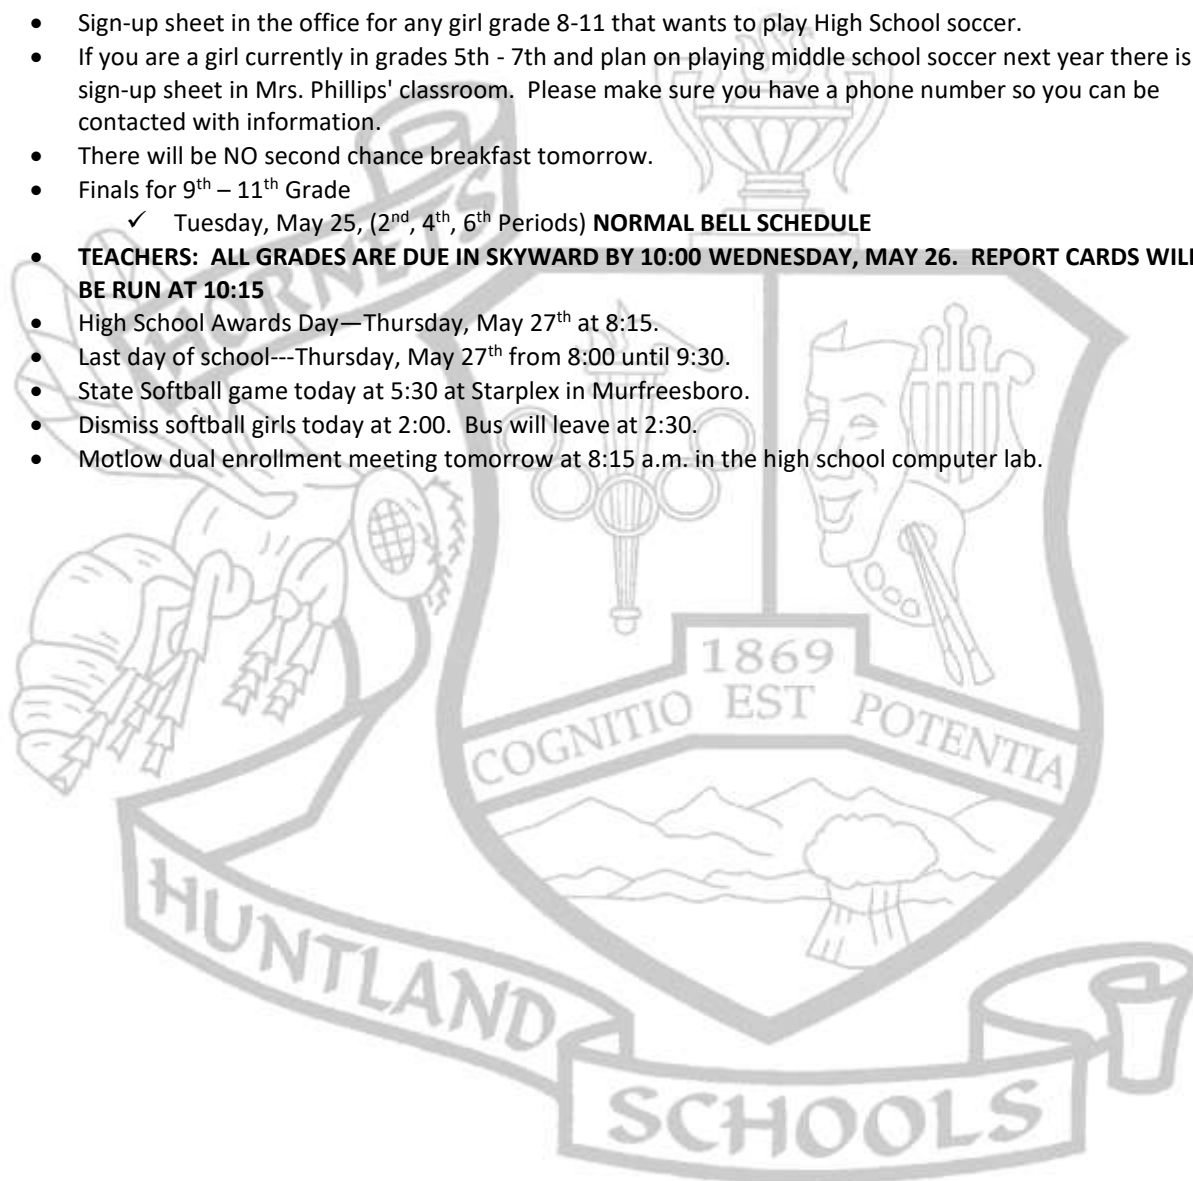 • Sign-up sheet in the office for any girl grade 8-11 that wants to play High School soccer.
• If you are a girl currently in grades 5th - 7th and plan on playing middle school soccer next year there is
sign-up sheet in Mrs. Phillips' classroom.  Please make sure you have a phone number so you can be
contacted with information.
• There will be NO second chance breakfast tomorrow.
• Finals for 9th – 11th Grade
✓ Tuesday, May 25, (2nd, 4th, 6th Periods) NORMAL BELL SCHEDULE
• TEACHERS:  ALL GRADES ARE DUE IN SKYWARD BY 10:00 WEDNESDAY, MAY 26.  REPORT CARDS WILL
BE RUN AT 10:15
• High School Awards Day—Thursday, May 27th at 8:15.
• Last day of school---Thursday, May 27th from 8:00 until 9:30.
• State Softball game today at 5:30 at Starplex in Murfreesboro.
• Dismiss softball girls today at 2:00.  Bus will leave at 2:30.
• Motlow dual enrollment meeting tomorrow at 8:15 a.m. in the high school computer lab.
HORNETS
1869
COGNITIO EST POTENTIA
HUNTLAND
SCHOOLS